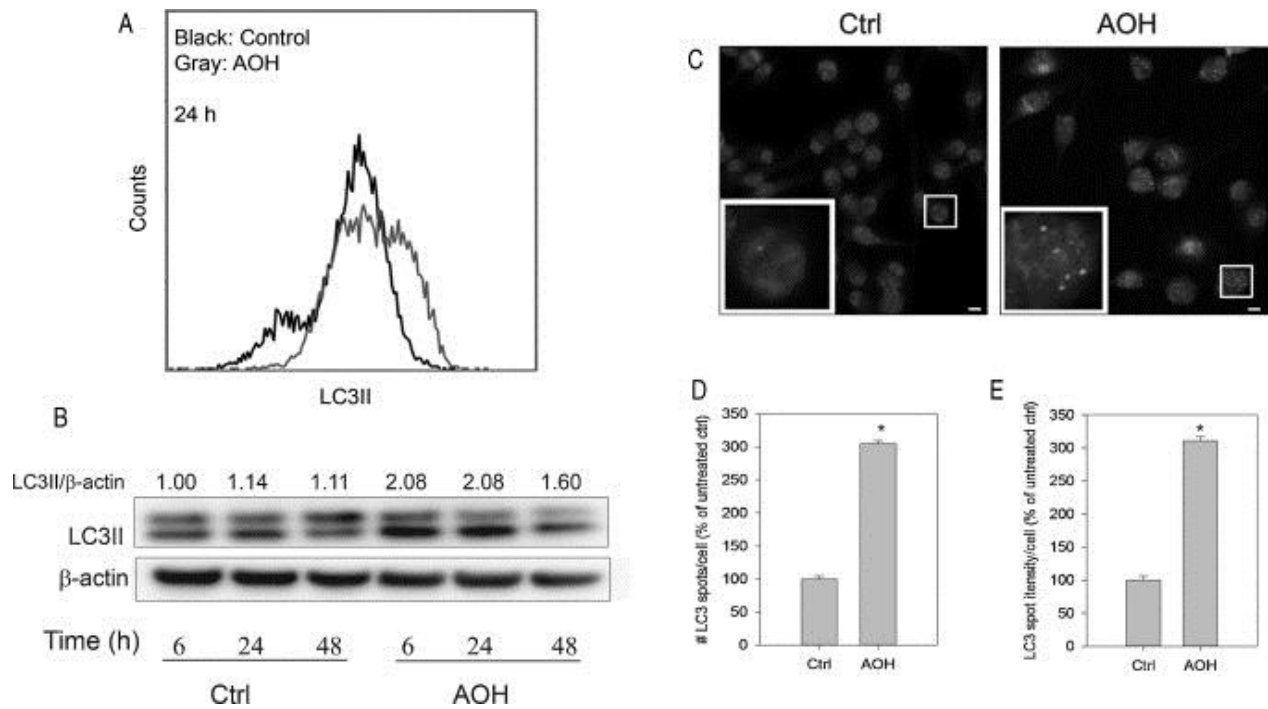 A
Black: Control
Gray: AOH
24 h
Counts
LC3II
B
LC3II/β-actin
1.00 1.14 1.11 2.08 2.08 1.60
LC3II
β-actin
Time (h) 6 24 48 6 24 48
Ctrl AOH
C
Ctrl AOH
D
# LC3 spots/cell (% of untreated ctrl)
350
300
250
200
150
100
50
0
*
Ctrl AOH
E
LC3 spot itensity/cell (% of untreated ctrl)
350
300
250
200
150
100
50
0
*
Ctrl AOH